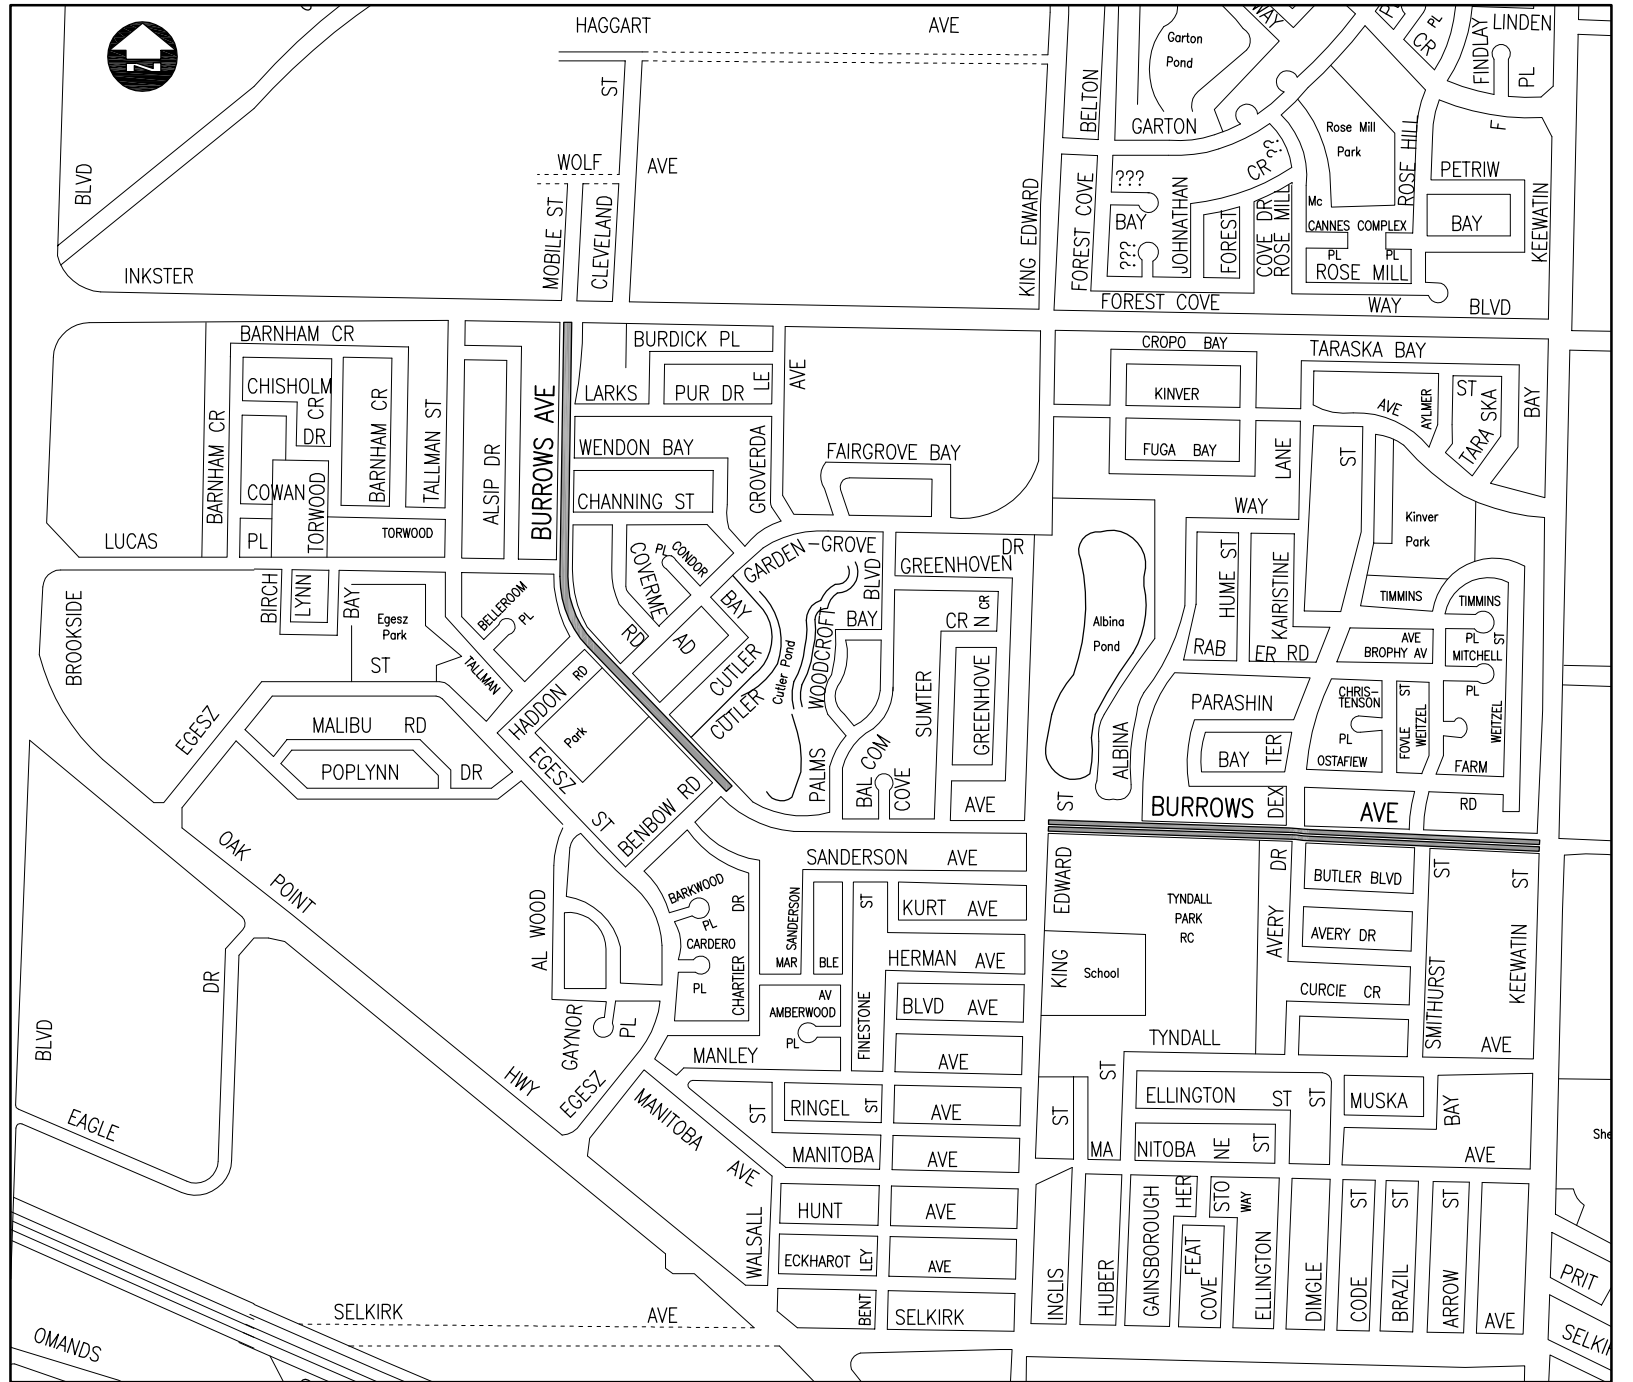 HAGGART AVE
Garton
Pond
WAY
PL
CR
FINDLAY
LINDEN
PL
BLVD
ST
WOLF AVE
BELTON
GARTON
Rose Mill
Park
ROSE HILL
F
PETRIW
BAY
KEEWATIN
MOBILE ST
CLEVELAND
KING EDWARD
FOREST COVE
???
BAY
???
JOHNATHAN
CR ??
FOREST
COVE DR
ROSE MILL
Mc
CANNES COMPLEX
PL PL
ROSE MILL
INKSTER
FOREST COVE WAY BLVD
BARNHAM CR
CHISHOLM
CR
DR
BARNHAM CR
BARNHAM CR
TALLMAN ST
ALSIP DR
BURROWS AVE
BURDICK PL
LARKS PUR DR LE
AVE
CROPO BAY
KINVER
TARASKA BAY
AVE
AYLMER
ST
TARA SKA
BAY
WENDON BAY
GROVERDA
FAIRGROVE BAY
FUGA BAY
LANE
ST
COWAN
TORWOOD
CHANNING ST
WAY
Kinver
Park
LUCAS
PL
TORWOOD
CONDOR
PL
COVERME
GARDEN-GROVE
BLVD
GREENHOVEN
DR
BROOKSIDE
BIRCH
LYNN
BAY
Egesz
Park
ST
BELLEROOM
PL
TALLMAN
RD
AD
BAY
CUTLER
CUTLER
Cutler Pond
WOODCROFT
BAY
CR N CR
Albina
Pond
HUME ST
KAIRISTINE
RAB ER RD
TIMMINS
TIMMINS
AVE
BROPHY AV
PL ST
MITCHELL
PL
EGESZ
MALIBU RD
POPLYNN DR
HADDON RD
Park
EGESZ
ST
BENBOW RD
PALMS
BAL COM
COVE
SUMTER
GREENHOVE
AVE
ST
ALBINA
PARASHIN
BAY TER
CHRIS-
TENSON
PL
OSTAFIEW
ST
FOYLE
WEITZEL
WEITZEL
FARM
RD
BURROWS DEX AVE
OAK
POINT
HWY
AL WOOD
BARKWOOD
PL
DR
CARDERO
PL
CHARTIER
SANDERSON AVE
SANDERSON
MAR BLE
ST
KURT AVE
HERMAN AVE
EDWARD
KING
School
TYNDALL
PARK
RC
AVERY DR
BUTLER BLVD
AVERY DR
CURCIE CR
ST
SMITHURST
ST
KEEWATIN
DR
BLVD
GAYNOR
PL
AV
AMBERWOOD
PL
FINESTONE
BLVD AVE
MANLEY
AVE
TYNDALL AVE
EAGLE
EGESZ
MANITOBA
AVE
ST
RINGEL ST
AVE
ST
ST
ELLINGTON ST
ST
MUSKA
BAY
MANITOBA AVE
MA NITOBA NE ST AVE
She
WALSALL
HUNT AVE
ECKHAROT LEY AVE
BENT
SELKIRK
INGLIS
HUBER
GAINSBOROUGH
HER
FEAT
COVE
STO
WAY
ELLINGTON
DIMGLE
CODE ST
BRAZIL ST
ARROW ST
AVE
PRIT
SELKI
SELKIRK AVE
OMANDS